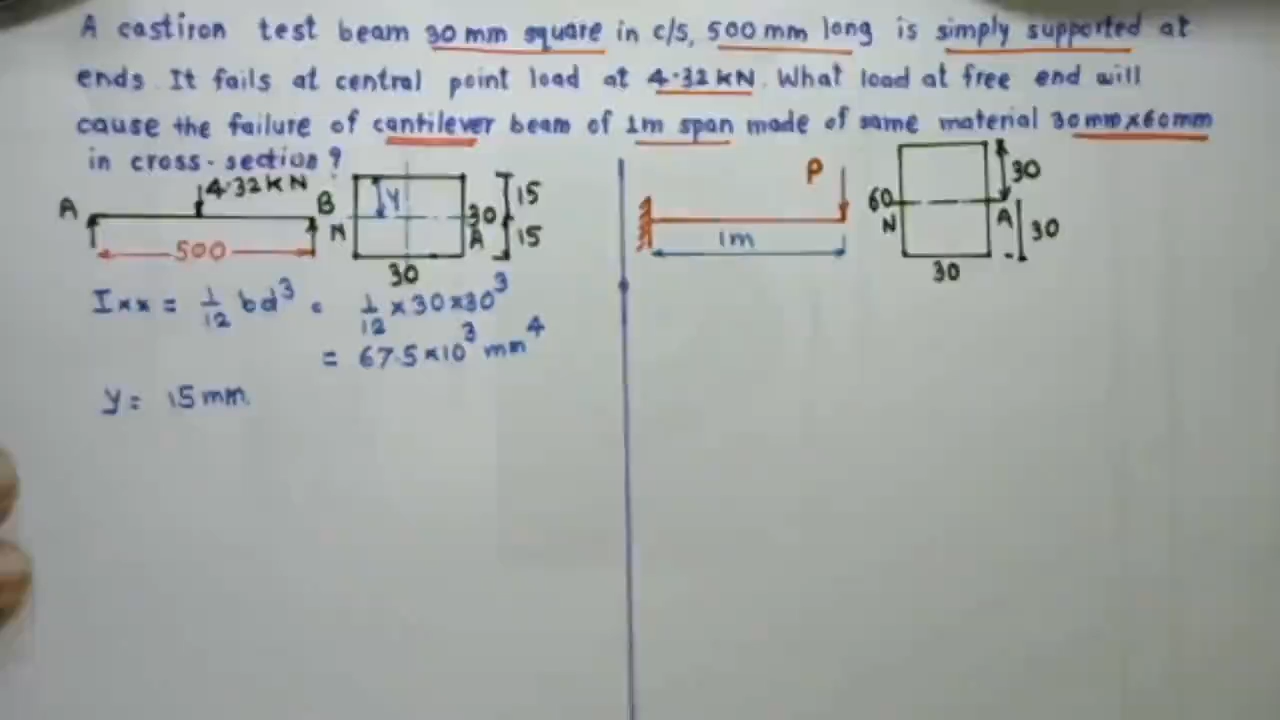 A castiron test beam 30 mm square in c/s, 500 mm long is simply supported at
ends. It fails at central point load at 4.32 kN. What load at free end will
cause the failure of cantilever beam of 1m span made of same material 30mm×60mm
in cross-section?
4.32 kN
A
B
500
Y
N
A
30
15
15
30
P
1m
60
N
A
30
30
30
Ixx = 1/12 bd³ = 1/12 × 30 × 30³
= 67.5 × 10³ mm⁴
y = 15 mm.